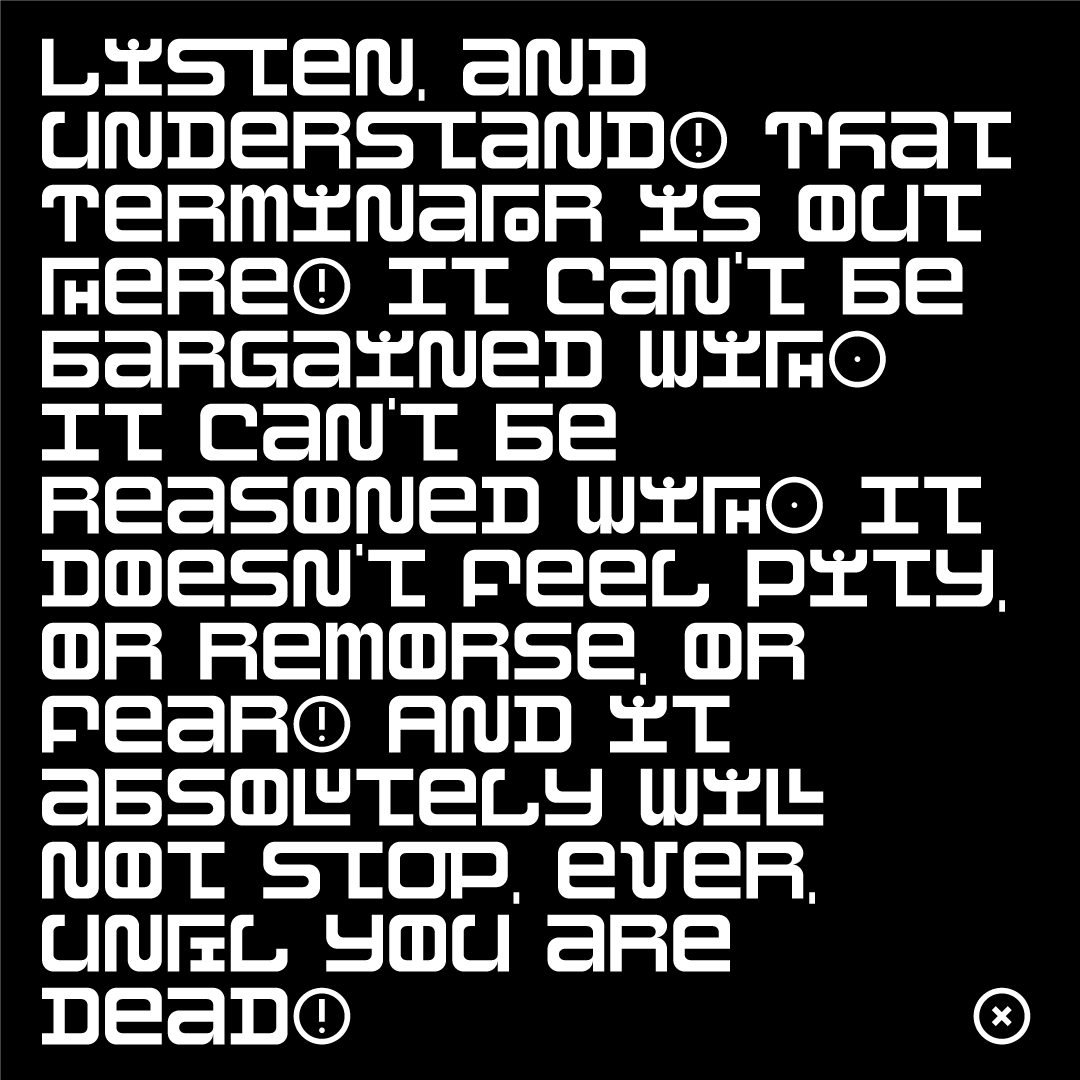 LISTEN, AND
UNDERSTAND! THAT
TERMINATOR IS OUT
THERE! IT CAN'T BE
BARGAINED WITH.
IT CAN'T BE
REASONED WITH. IT
DOESN'T FEEL PITY,
OR REMORSE, OR
FEAR! AND IT
ABSOLUTELY WILL
NOT STOP, EVER,
UNTIL YOU ARE
DEAD!